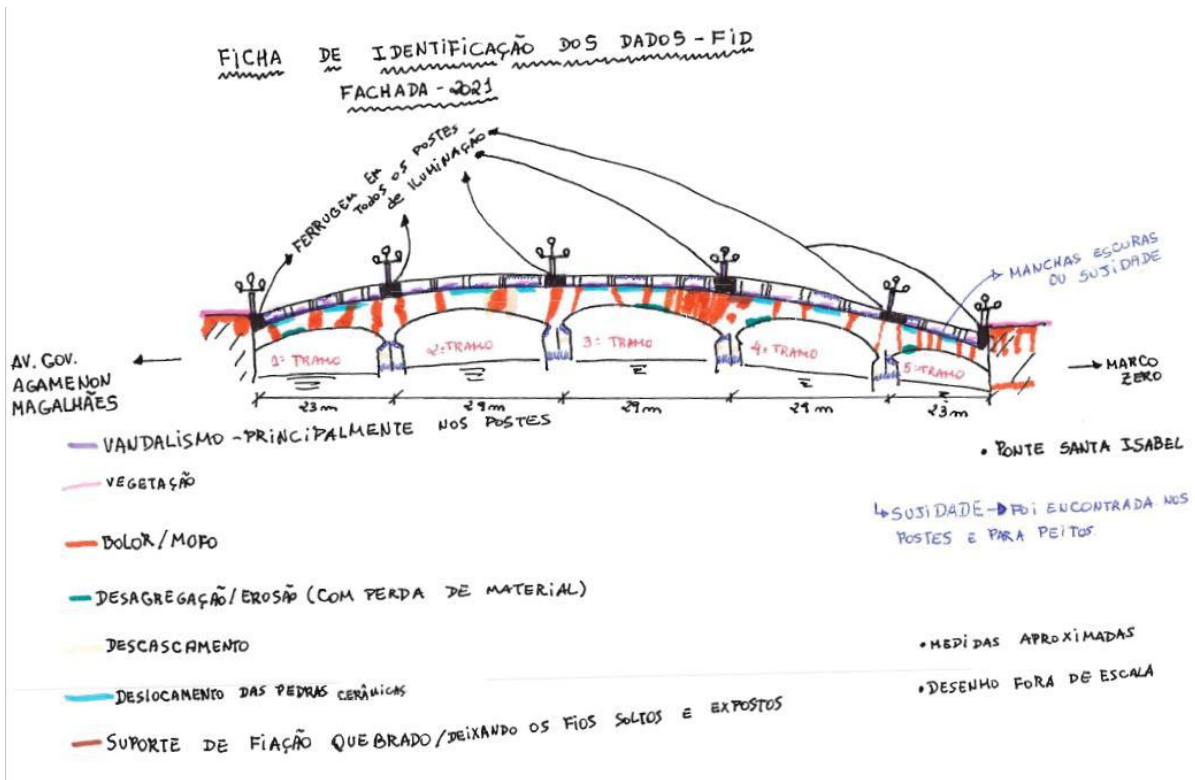 FICHA DE IDENTIFICAÇÃO DOS DADOS - FID
FACHADA - 2021
FERRUGEM EM
TODOS OS POSTES
de ILUMINAÇÃO
MANCHAS ESCURAS
OU SUJIDADE
1º TRAMO
2º TRAMO
3º TRAMO
4º TRAMO
5º TRAMO
AV. GOV.
AGAMENON
MAGALHÃES
MARCO
ZERO
23m
29m
29m
29m
23m
VANDALISMO - PRINCIPALMENTE NOS POSTES
• PONTE SANTA ISABEL
VEGETAÇÃO
SUJIDADE → FOI ENCONTRADA NOS
POSTES E PARA PEITOS
BOLOR/MOFO
DESAGREGAÇÃO/EROSÃO (COM PERDA DE MATERIAL)
DESCASCAMENTO
• MEDIDAS APROXIMADAS
DESLOCAMENTO DAS PEDRAS CERÂMICAS
• DESENHO FORA DE ESCALA
SUPORTE DE FIAÇÃO QUEBRADO/DEIXANDO OS FIOS SOLTOS E EXPOSTOS